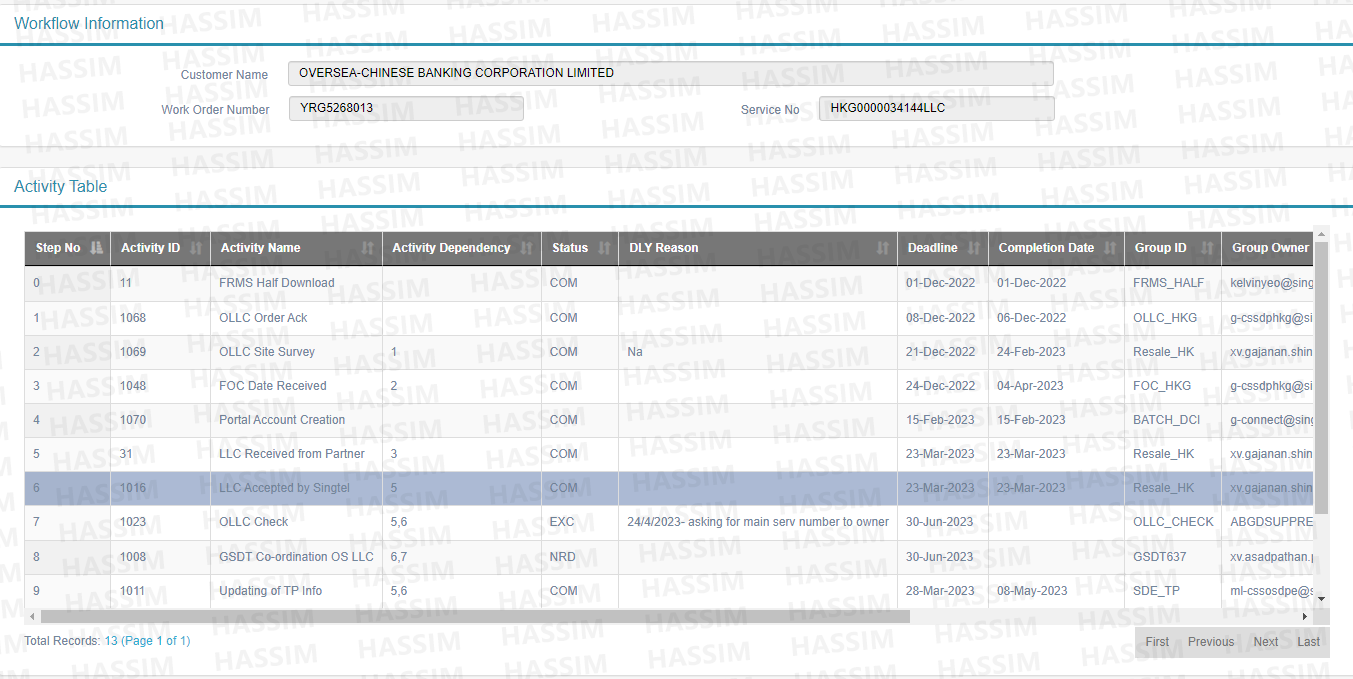 Workflow Information
Customer Name OVERSEA-CHINESE BANKING CORPORATION LIMITED
Work Order Number YRG5268013 Service No HKG0000034144LLC
Activity Table
Step No Activity ID Activity Name Activity Dependency Status DLY Reason Deadline Completion Date Group ID Group Owner
0 11 FRMS Half Download COM 01-Dec-2022 01-Dec-2022 FRMS_HALF kelvinyeo@sing
1 1068 OLLC Order Ack COM 08-Dec-2022 06-Dec-2022 OLLC_HKG g-cssdphkg@si
2 1069 OLLC Site Survey 1 COM Na 21-Dec-2022 24-Feb-2023 Resale_HK xv.gajanan.shin
3 1048 FOC Date Received 2 COM 24-Dec-2022 04-Apr-2023 FOC_HKG g-cssdphkg@si
4 1070 Portal Account Creation COM 15-Feb-2023 15-Feb-2023 BATCH_DCI g-connect@sing
5 31 LLC Received from Partner 3 COM 23-Mar-2023 23-Mar-2023 Resale_HK xv.gajanan.shin
6 1016 LLC Accepted by Singtel 5 COM 23-Mar-2023 23-Mar-2023 Resale_HK xv.gajanan.shin
7 1023 OLLC Check 5,6 EXC 24/4/2023- asking for main serv number to owner 30-Jun-2023 OLLC_CHECK ABGDSUPPRE
8 1008 GSDT Co-ordination OS LLC 6,7 NRD 30-Jun-2023 GSDT637 xv.asadpathan.p
9 1011 Updating of TP Info 5,6 COM 28-Mar-2023 08-May-2023 SDE_TP ml-cssosdpe@s
Total Records: 13 (Page 1 of 1) First Previous Next Last
HASSIM